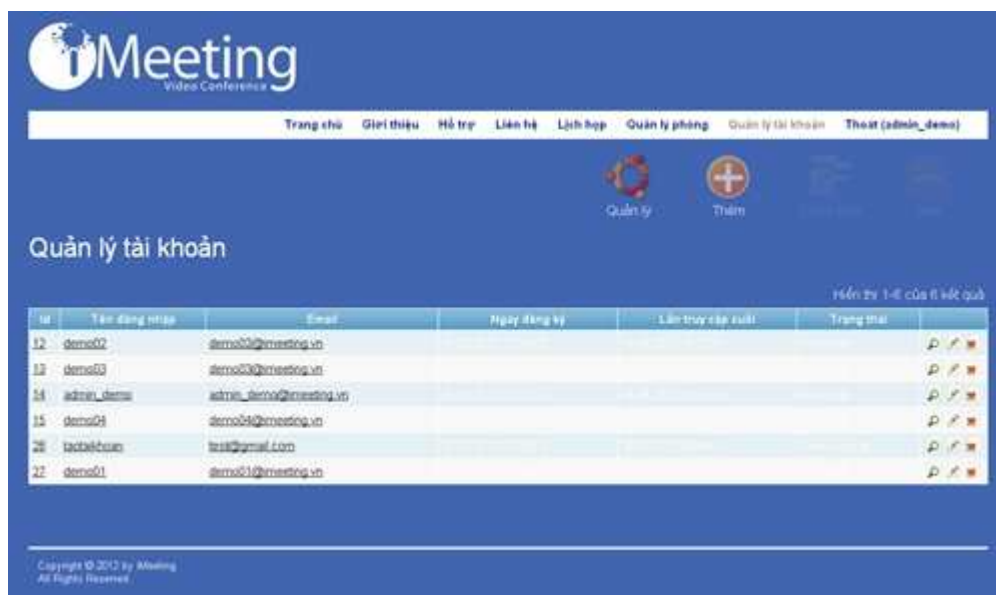 iMeeting
Video Conference
Trang chủ Giới thiệu Hỗ trợ Liên hệ Lịch họp Quản lý phòng Quản lý tài khoản Thoát (admin_demo)
Quản lý Thêm
Quản lý tài khoản
Hiển thị 1-6 của 6 kết quả
Id Tên đăng nhập Email Ngày đăng ký Lần truy cập cuối Trạng thái
12 demo02 demo02@imeeting.vn
13 demo03 demo03@imeeting.vn
14 admin_demo admin_demo@imeeting.vn
15 demo04 demo04@imeeting.vn
taotaikhoan test@gmail.com
27 demo01 demo01@imeeting.vn
Copyright © 2012 by iMeeting
All Rights Reserved